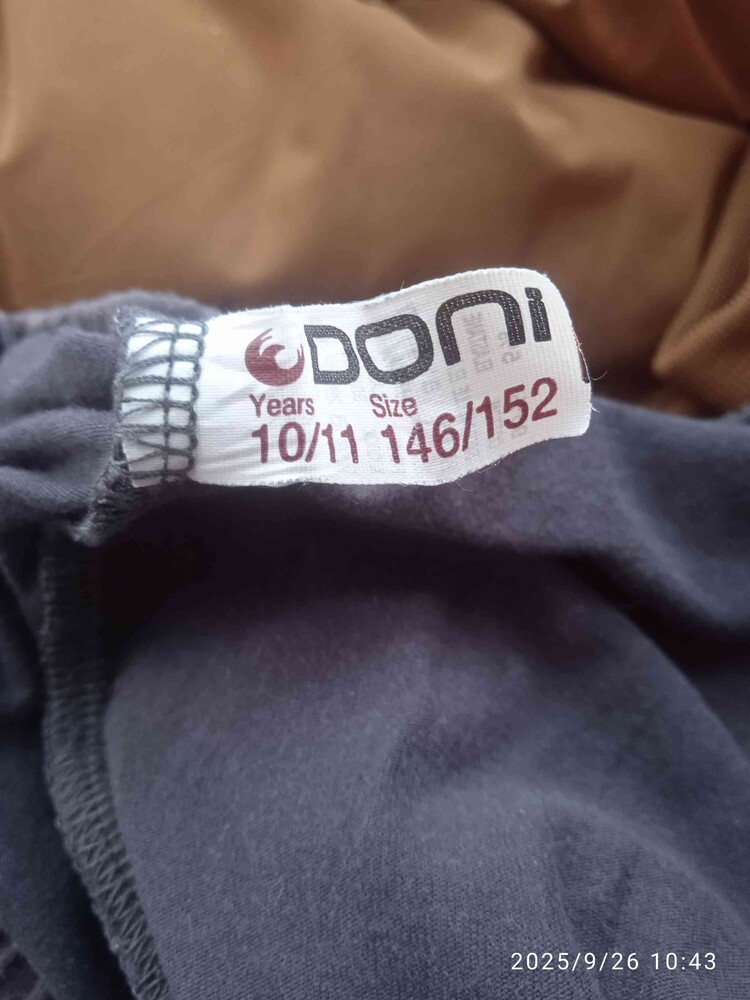 DONI
Years Size
10/11 146/152
2025/9/26 10:43